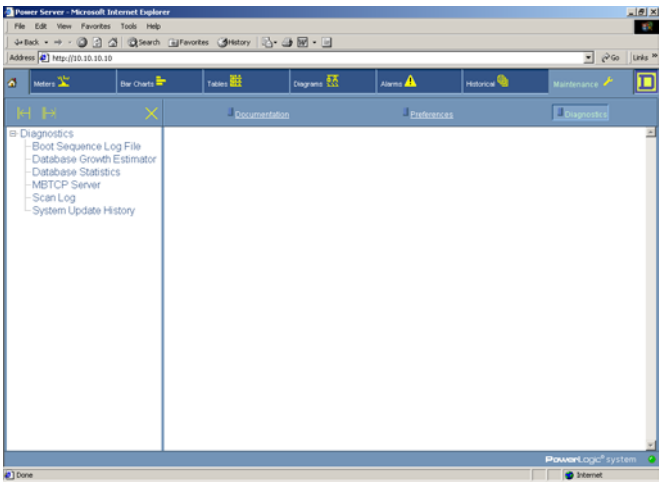 Power Server - Microsoft Internet Explorer
File Edit View Favorites Tools Help
Back Search Favorites History
Address http://10.10.10.10 Go Links »
Meters Bar Charts Tables Diagrams Alarms Historical Maintenance
Documentation Preferences Diagnostics
Diagnostics
Boot Sequence Log File
Database Growth Estimator
Database Statistics
MBTCP Server
Scan Log
System Update History
PowerLogic® system
Done Internet